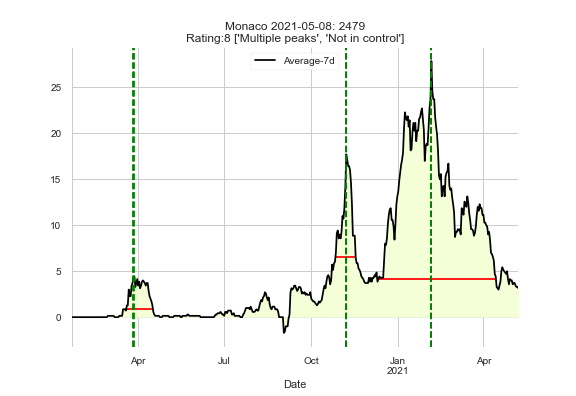 Monaco 2021-05-08: 2479
Rating:8 ['Multiple peaks', 'Not in control']
Average-7d
25
20
15
10
5
0
Apr Jul Oct Jan Apr
2021
Date